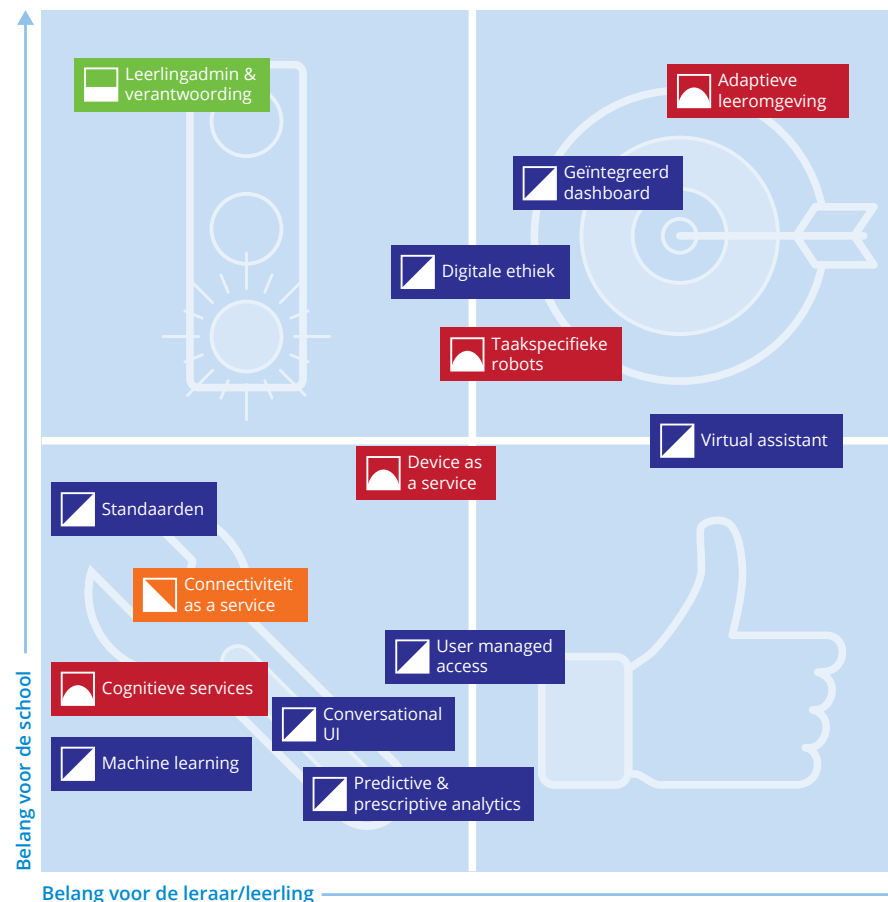 Leerlingadmin &
verantwoording
Adaptieve
leeromgeving
Geïntegreerd
dashboard
Digitale ethiek
Taakspecifieke
robots
Virtual assistant
Device as
a service
Standaarden
Connectiviteit
as a service
User managed
access
Cognitieve services
Conversational
UI
Machine learning
Predictive &
prescriptive analytics
Belang voor de school
Belang voor de leraar/leerling